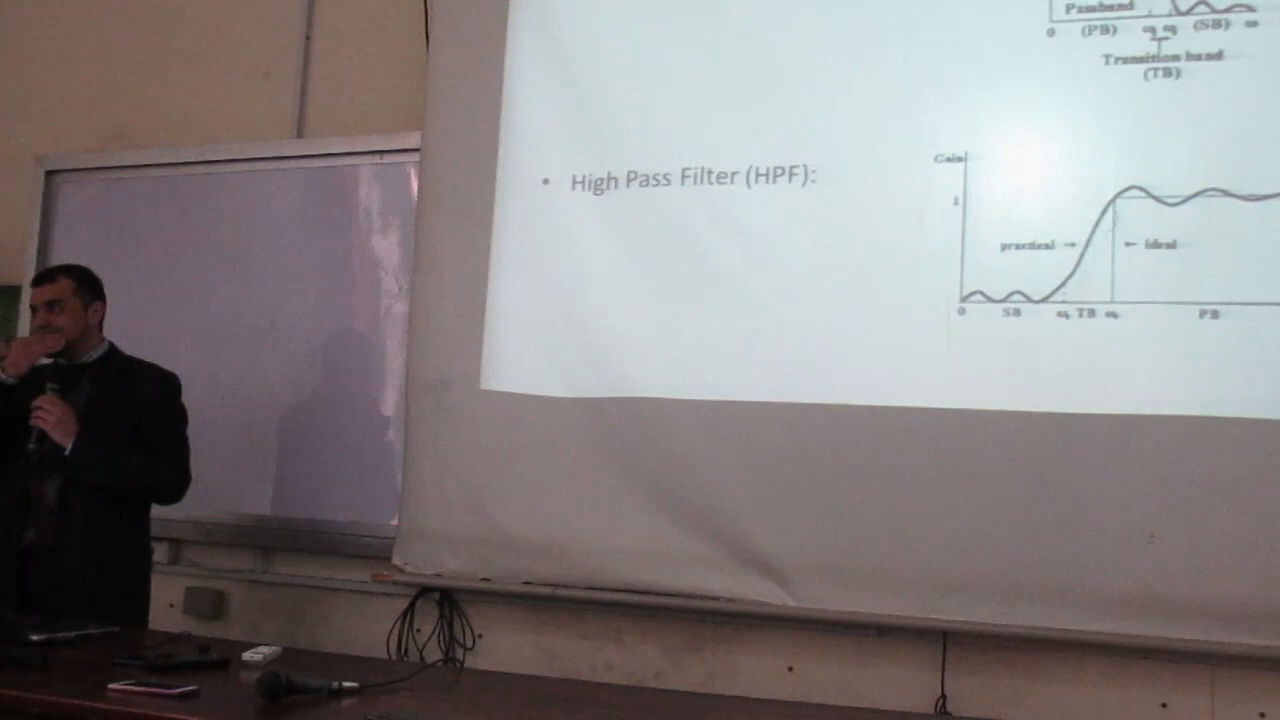 Passband
0 (PB) (SB) ∞
Transition band
(TB)
• High Pass Filter (HPF):
Gain
1
practical → ← ideal
0 SB TB PB